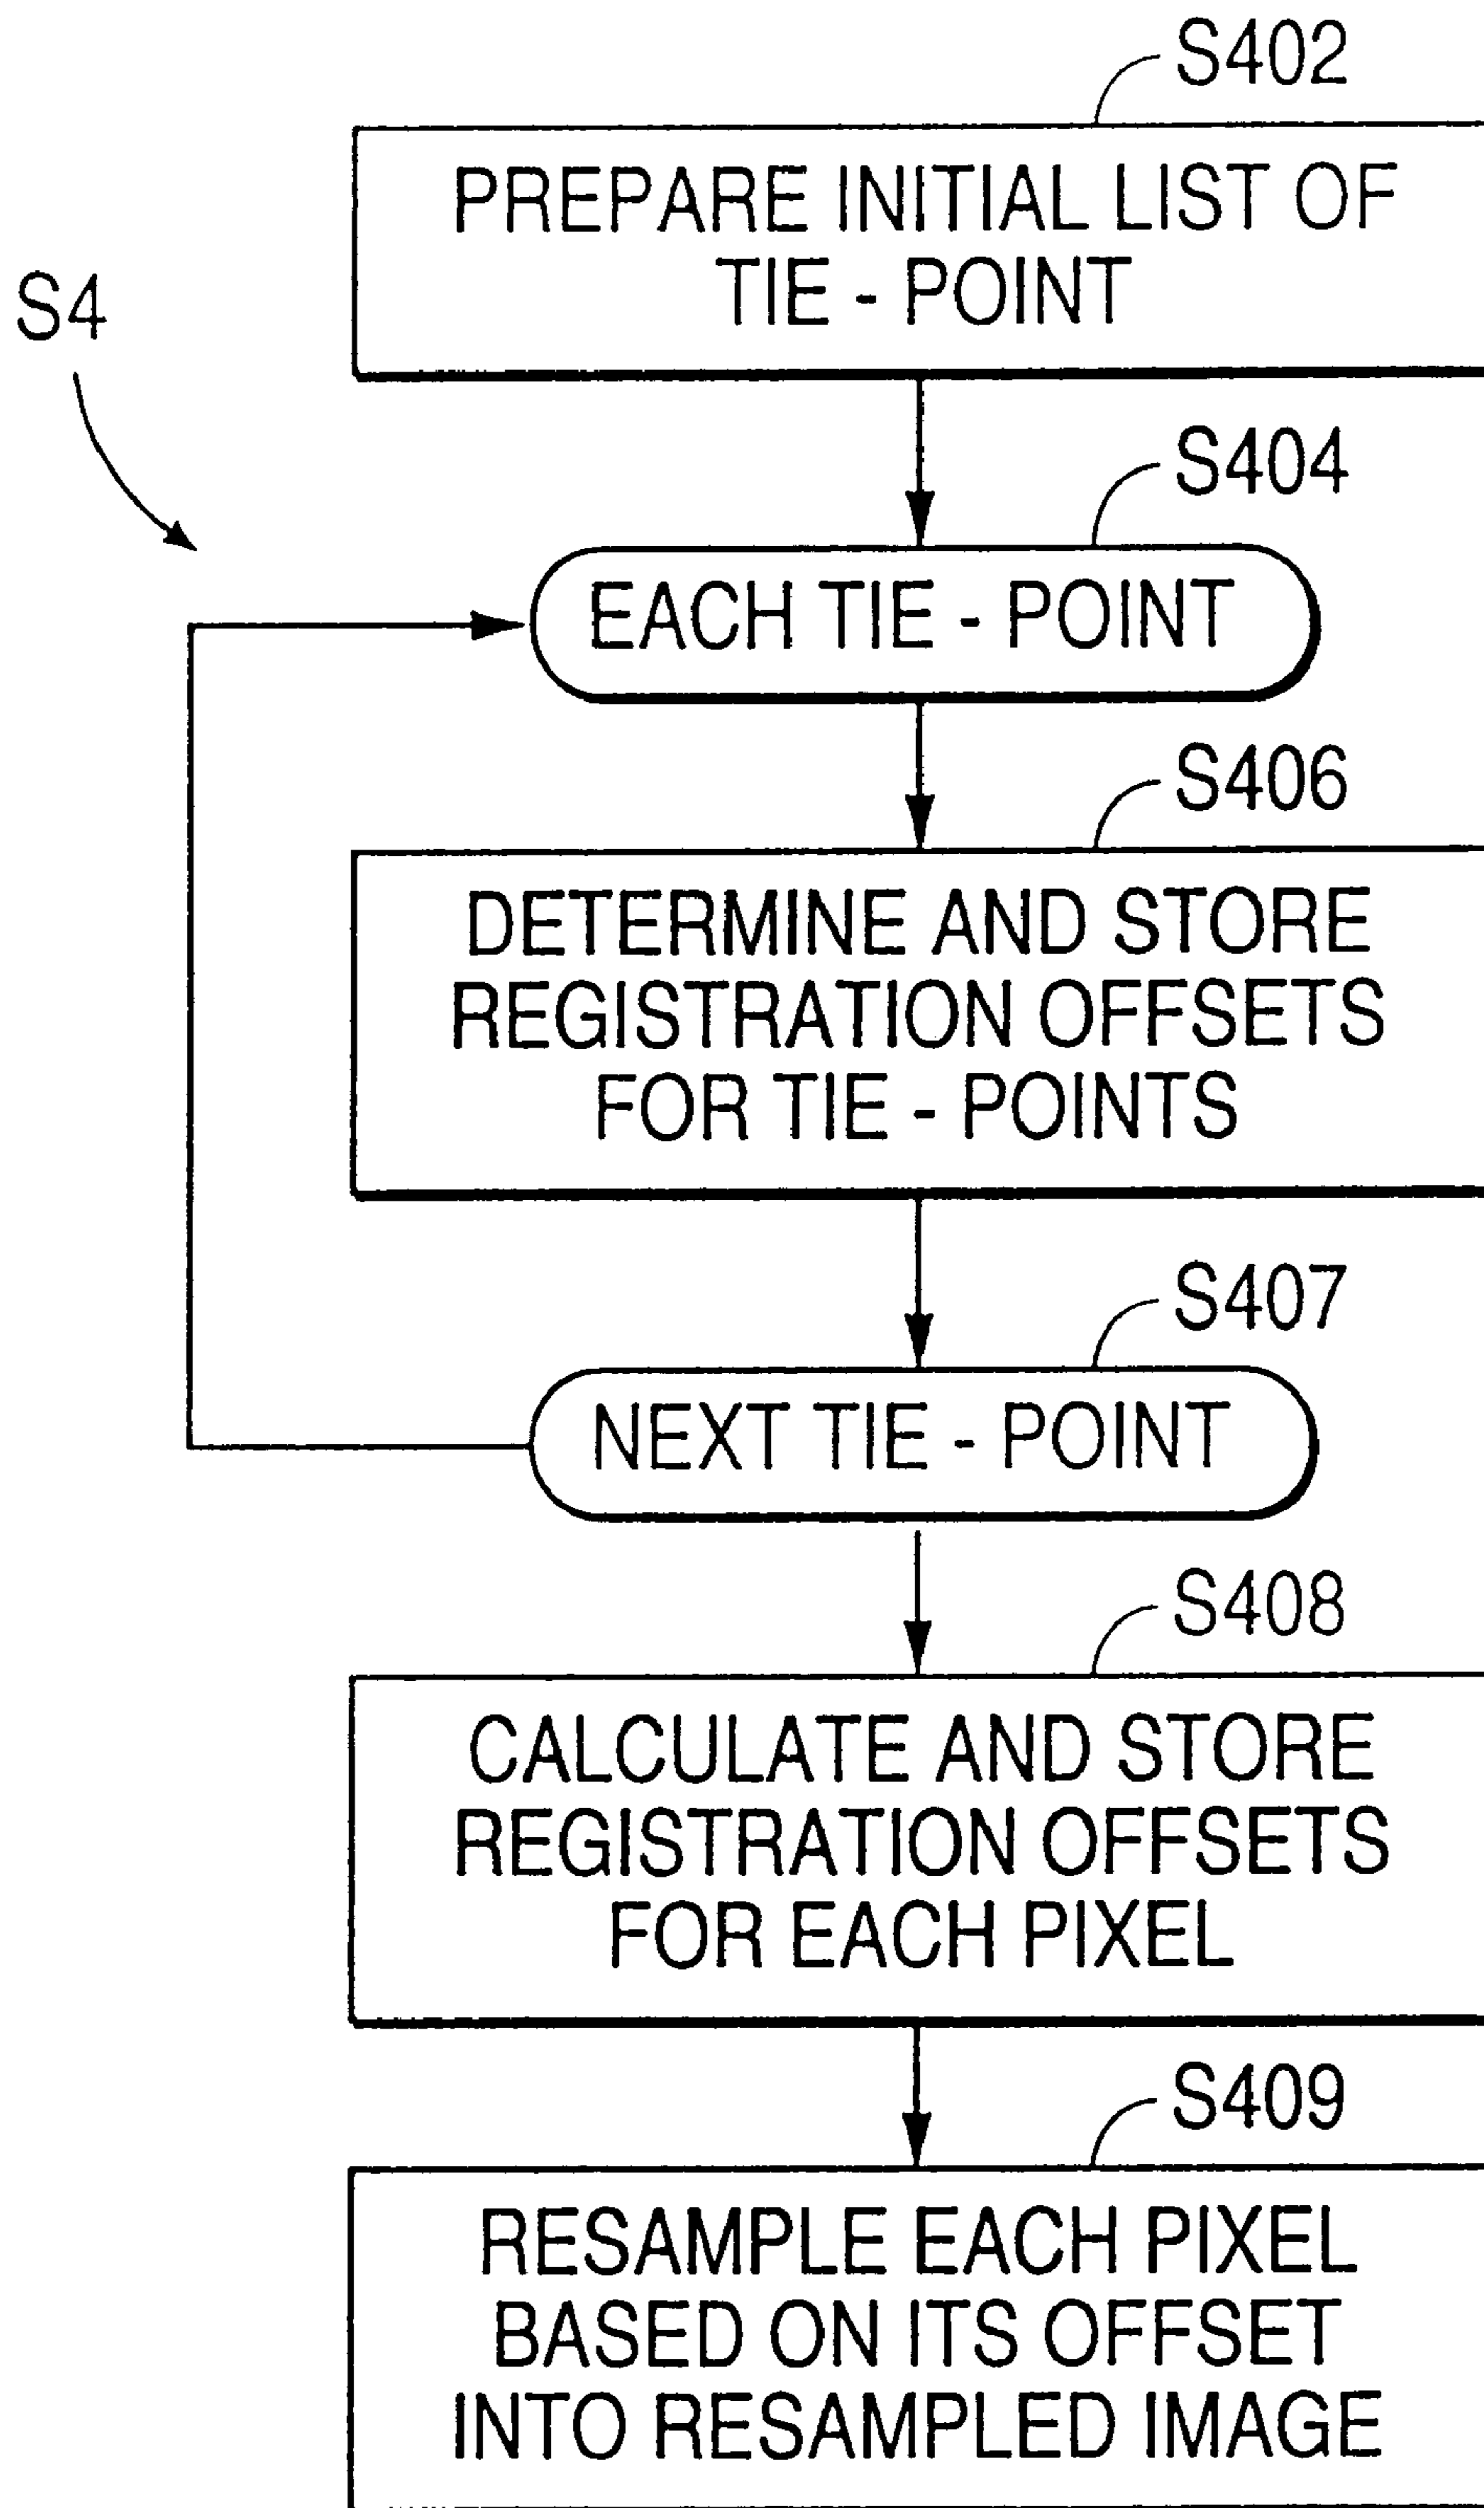 S402
PREPARE INITIAL LIST OF
TIE - POINT
S4
S404
EACH TIE - POINT
S406
DETERMINE AND STORE
REGISTRATION OFFSETS
FOR TIE - POINTS
S407
NEXT TIE - POINT
S408
CALCULATE AND STORE
REGISTRATION OFFSETS
FOR EACH PIXEL
S409
RESAMPLE EACH PIXEL
BASED ON ITS OFFSET
INTO RESAMPLED IMAGE